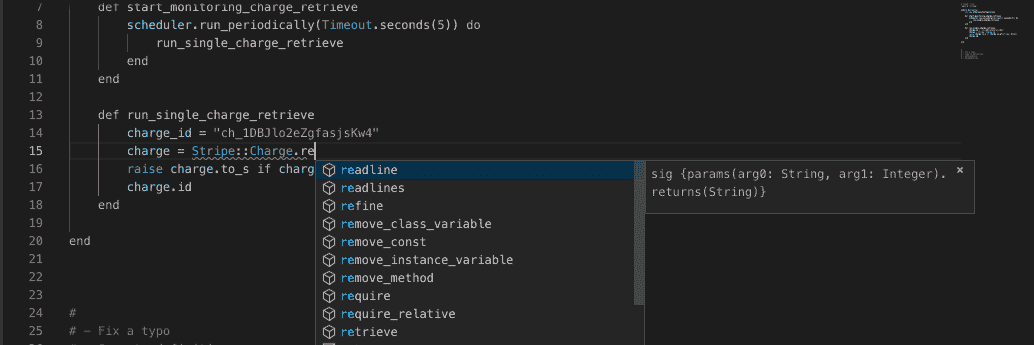 7 def start_monitoring_charge_retrieve
8 scheduler.run_periodically(Timeout.seconds(5)) do
9 run_single_charge_retrieve
10 end
11 end
12
13 def run_single_charge_retrieve
14 charge_id = "ch_1DBJlo2eZgfasjsKw4"
15 charge = Stripe::Charge.re
16 raise charge.to_s if charg
17 charge.id
18 end
19
20 end
21
22
23
24 #
25 # – Fix a typo
readline
readlines
refine
remove_class_variable
remove_const
remove_instance_variable
remove_method
require
require_relative
retrieve
sig {params(arg0: String, arg1: Integer).
returns(String)}
×